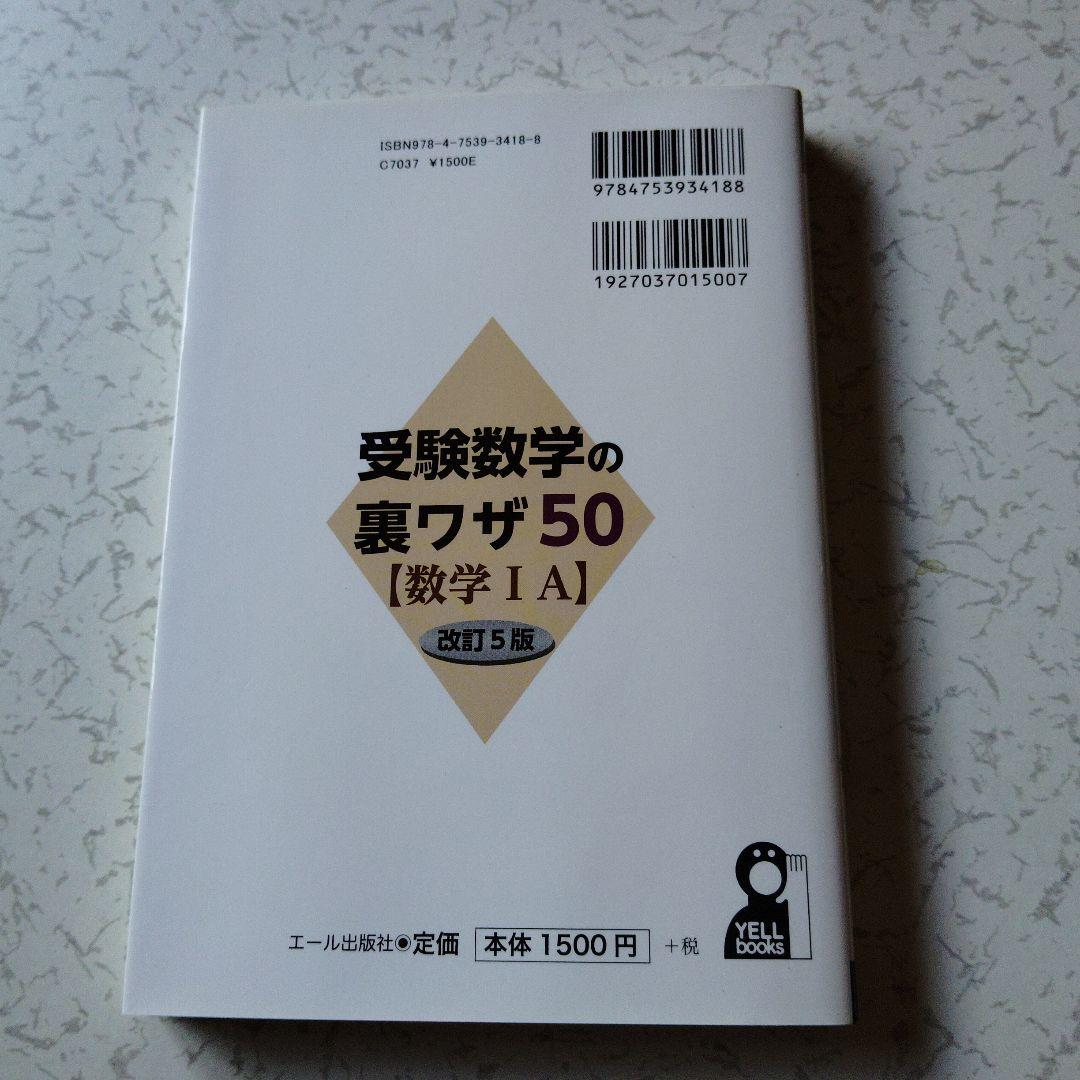 ISBN978-4-7539-3418-8
C7037 ¥1500E
9784753934188
1927037015007
受験数学の
裏ワザ50
【数学ⅠA】
改訂5版
エール出版社◉定価 本体1500円 +税
YELL
books